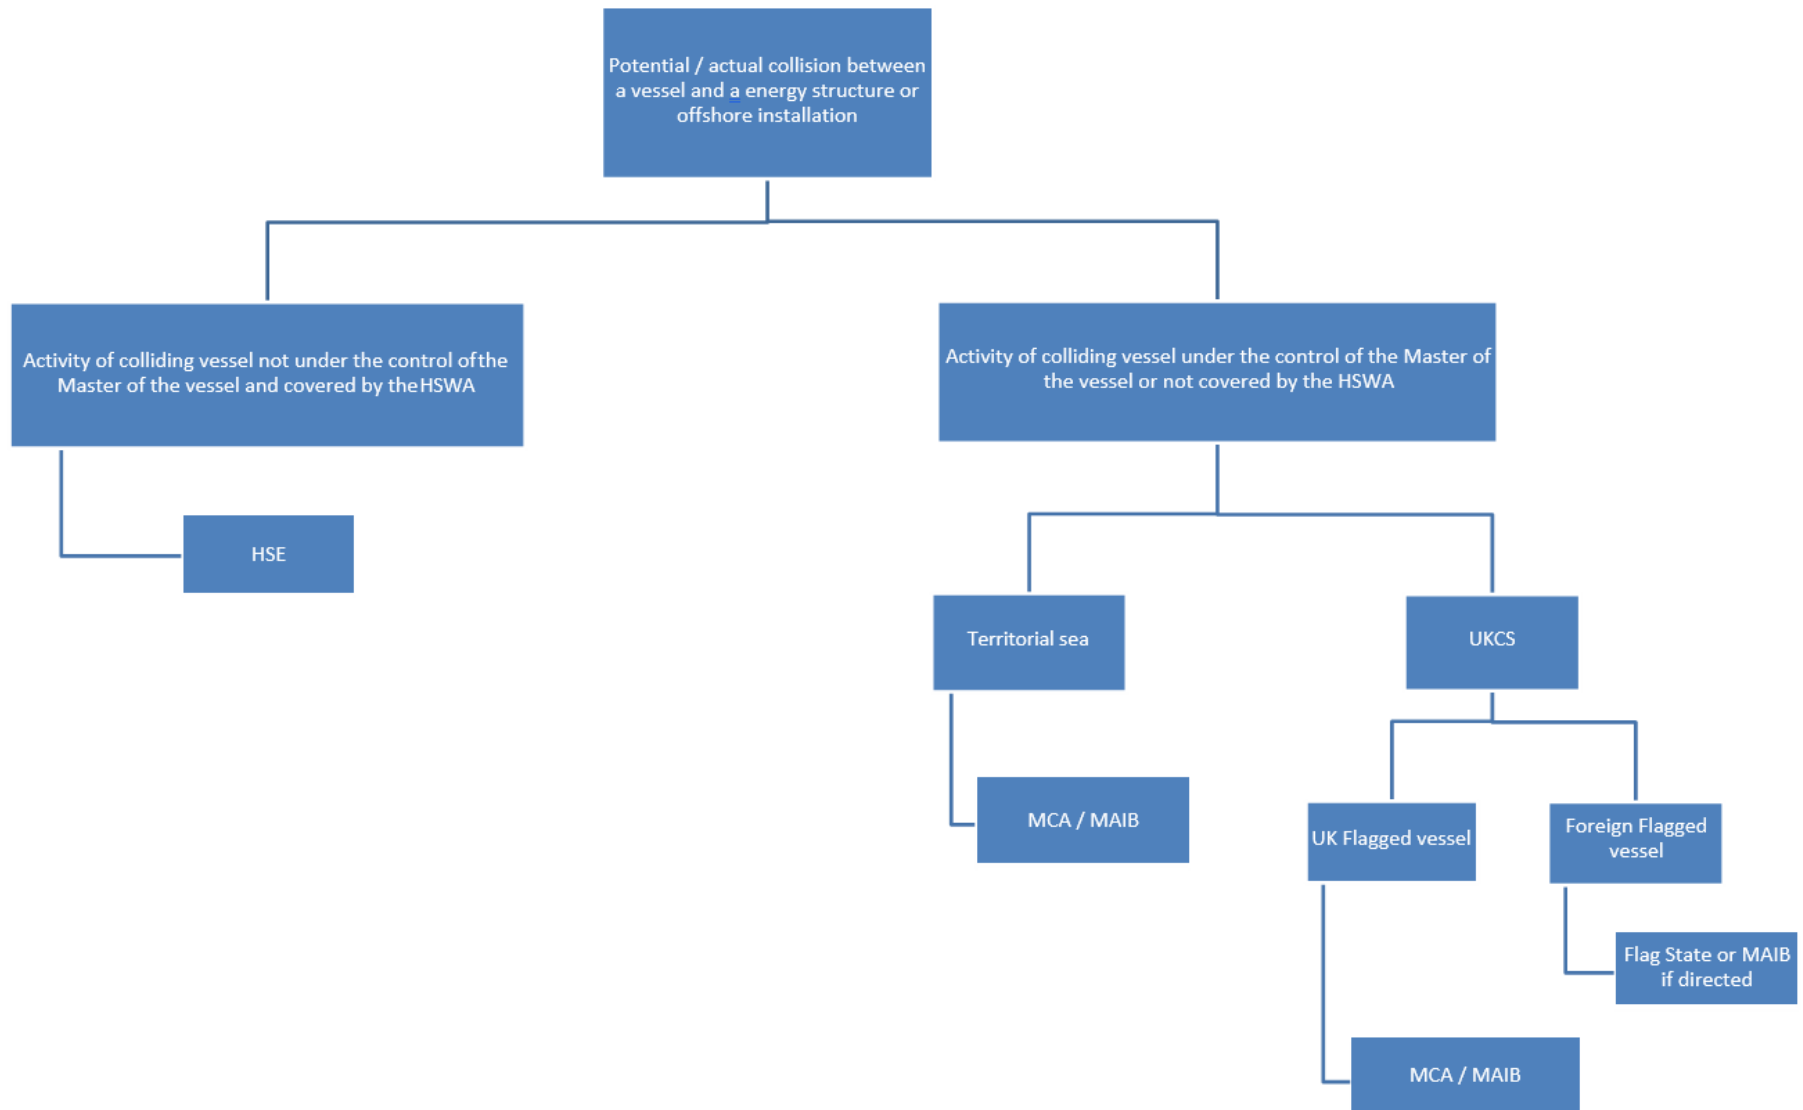 Potential / actual collision between
a vessel and a energy structure or
offshore installation
Activity of colliding vessel not under the control of the
Master of the vessel and covered by the HSWA
Activity of colliding vessel under the control of the Master of
the vessel or not covered by the HSWA
HSE
Territorial sea
UKCS
MCA / MAIB
UK Flagged vessel
Foreign Flagged
vessel
Flag State or MAIB
if directed
MCA / MAIB